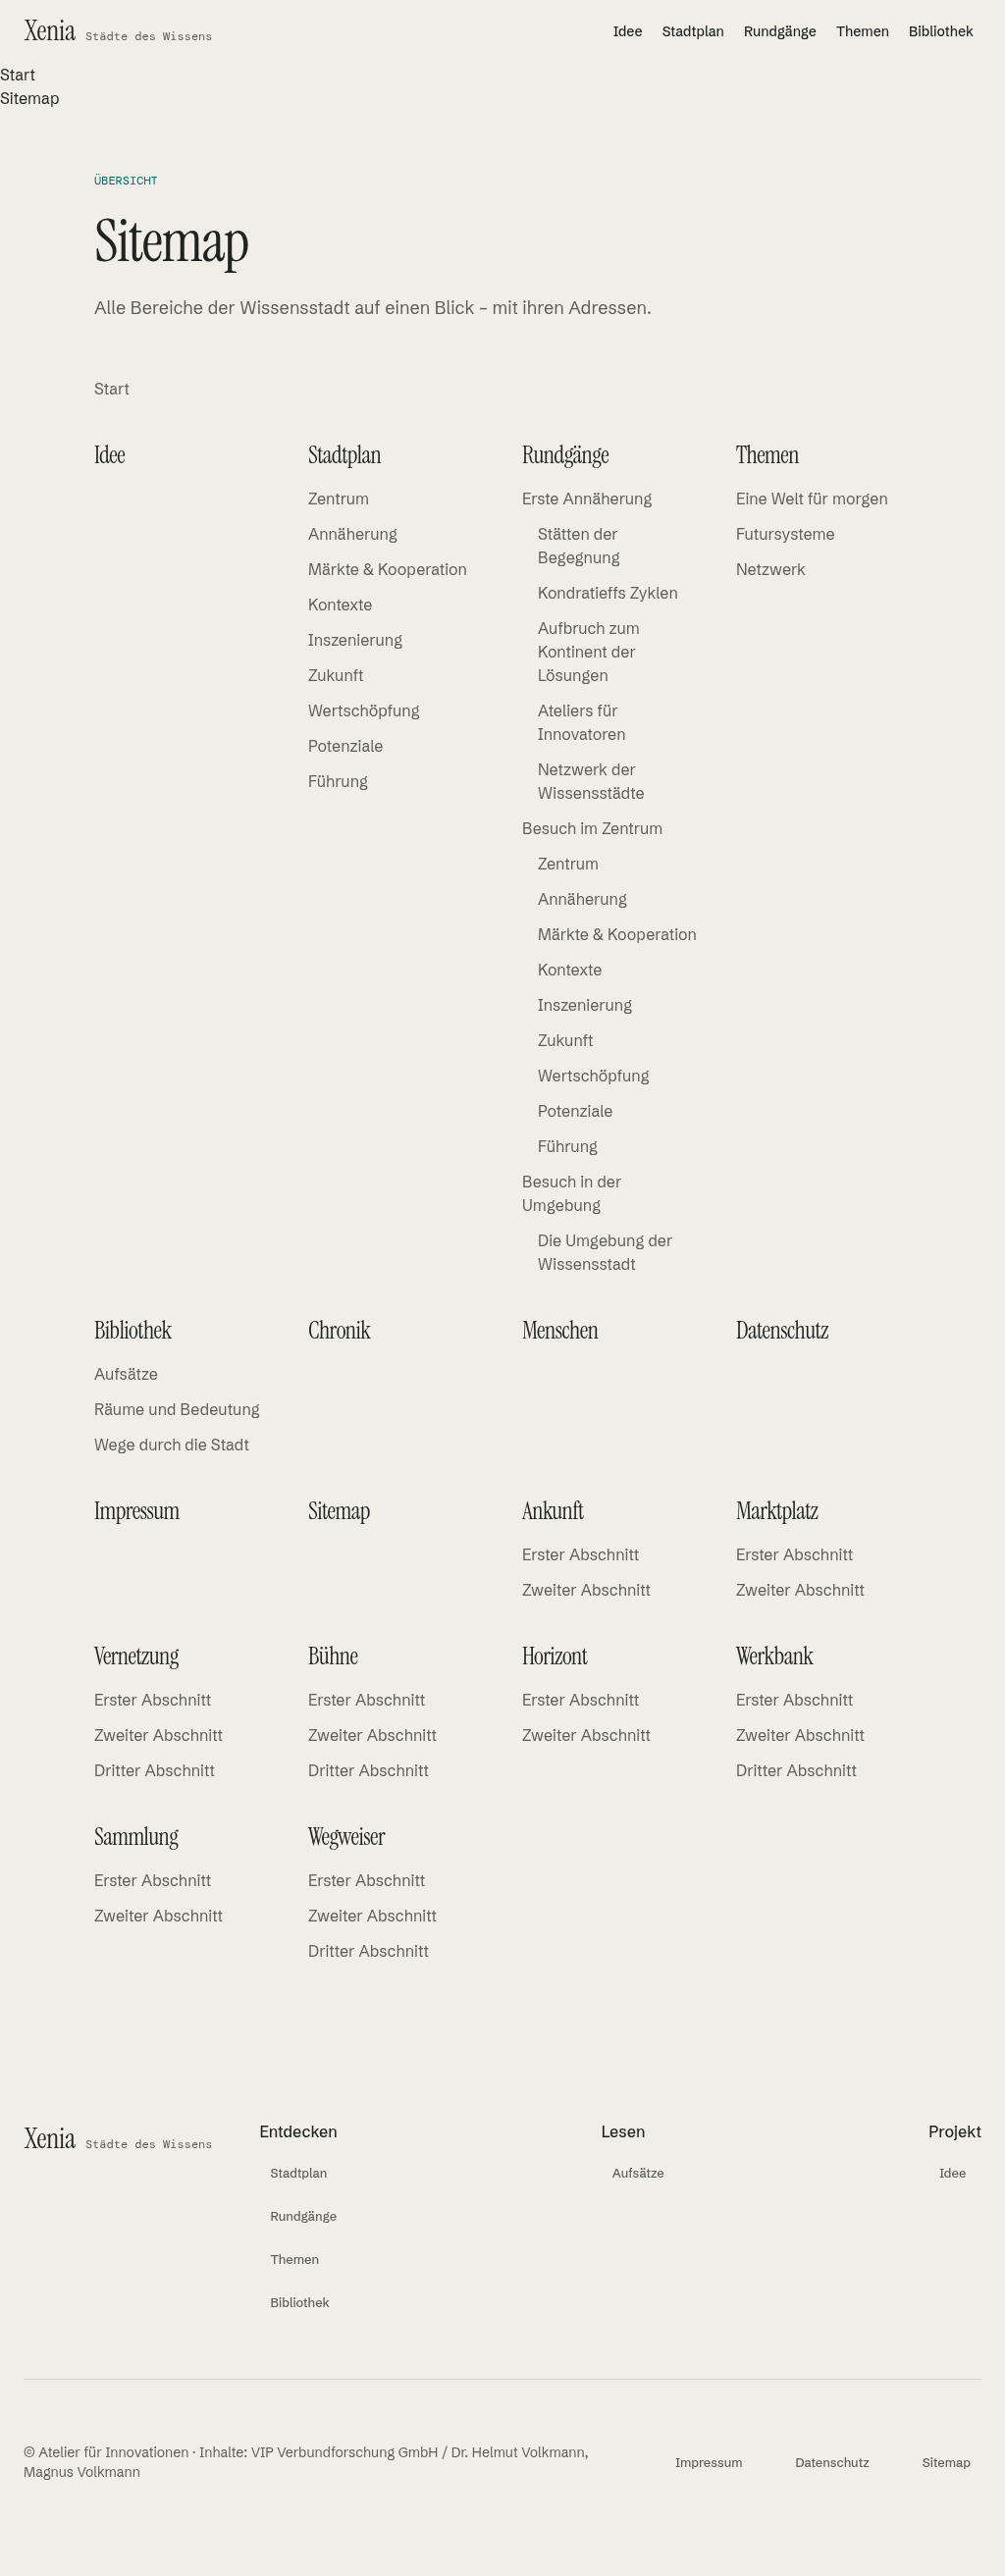 Xenia Städte des Wissens
Idee Stadtplan Rundgänge Themen Bibliothek
Start
Sitemap
ÜBERSICHT
Sitemap
Alle Bereiche der Wissensstadt auf einen Blick – mit ihren Adressen.
Start
Idee
Stadtplan
Zentrum
Annäherung
Märkte & Kooperation
Kontexte
Inszenierung
Zukunft
Wertschöpfung
Potenziale
Führung
Rundgänge
Erste Annäherung
Stätten der
Begegnung
Kondratieffs Zyklen
Aufbruch zum
Kontinent der
Lösungen
Ateliers für
Innovatoren
Netzwerk der
Wissensstädte
Besuch im Zentrum
Zentrum
Annäherung
Märkte & Kooperation
Kontexte
Inszenierung
Zukunft
Wertschöpfung
Potenziale
Führung
Besuch in der
Umgebung
Die Umgebung der
Wissensstadt
Themen
Eine Welt für morgen
Futursysteme
Netzwerk
Bibliothek
Aufsätze
Räume und Bedeutung
Wege durch die Stadt
Chronik
Menschen
Datenschutz
Impressum
Sitemap
Ankunft
Erster Abschnitt
Zweiter Abschnitt
Marktplatz
Erster Abschnitt
Zweiter Abschnitt
Vernetzung
Erster Abschnitt
Zweiter Abschnitt
Dritter Abschnitt
Bühne
Erster Abschnitt
Zweiter Abschnitt
Dritter Abschnitt
Horizont
Erster Abschnitt
Zweiter Abschnitt
Werkbank
Erster Abschnitt
Zweiter Abschnitt
Dritter Abschnitt
Sammlung
Erster Abschnitt
Zweiter Abschnitt
Wegweiser
Erster Abschnitt
Zweiter Abschnitt
Dritter Abschnitt
Xenia Städte des Wissens
Entdecken
Stadtplan
Rundgänge
Themen
Bibliothek
Lesen
Aufsätze
Projekt
Idee
© Atelier für Innovationen · Inhalte: VIP Verbundforschung GmbH / Dr. Helmut Volkmann,
Magnus Volkmann
Impressum Datenschutz Sitemap